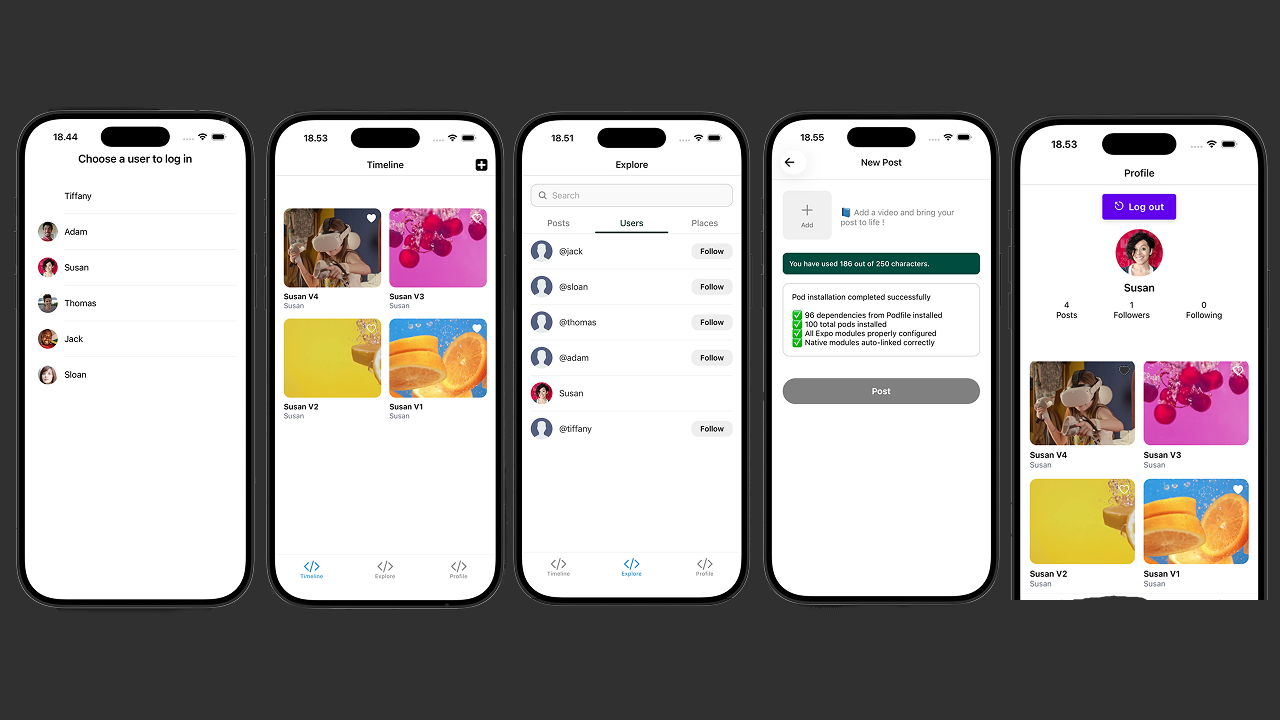 18.44
Choose a user to log in
Tiffany
Adam
Susan
Thomas
Jack
Sloan
18.53
Timeline
Susan V4
Susan
Susan V3
Susan
Susan V2
Susan
Susan V1
Susan
Timeline
Explore
Profile
18.51
Explore
Search
Posts
Users
Places
@jack
Follow
@sloan
Follow
@thomas
Follow
@adam
Follow
Susan
@tiffany
Follow
Timeline
Explore
Profile
18.55
New Post
Add
📘 Add a video and bring your
post to life !
You have used 186 out of 250 characters.
Pod installation completed successfully
✅ 96 dependencies from Podfile installed
✅ 100 total pods installed
✅ All Expo modules properly configured
✅ Native modules auto-linked correctly
Post
18.53
Profile
Log out
Susan
4
Posts
1
Followers
0
Following
Susan V4
Susan
Susan V3
Susan
Susan V2
Susan
Susan V1
Susan